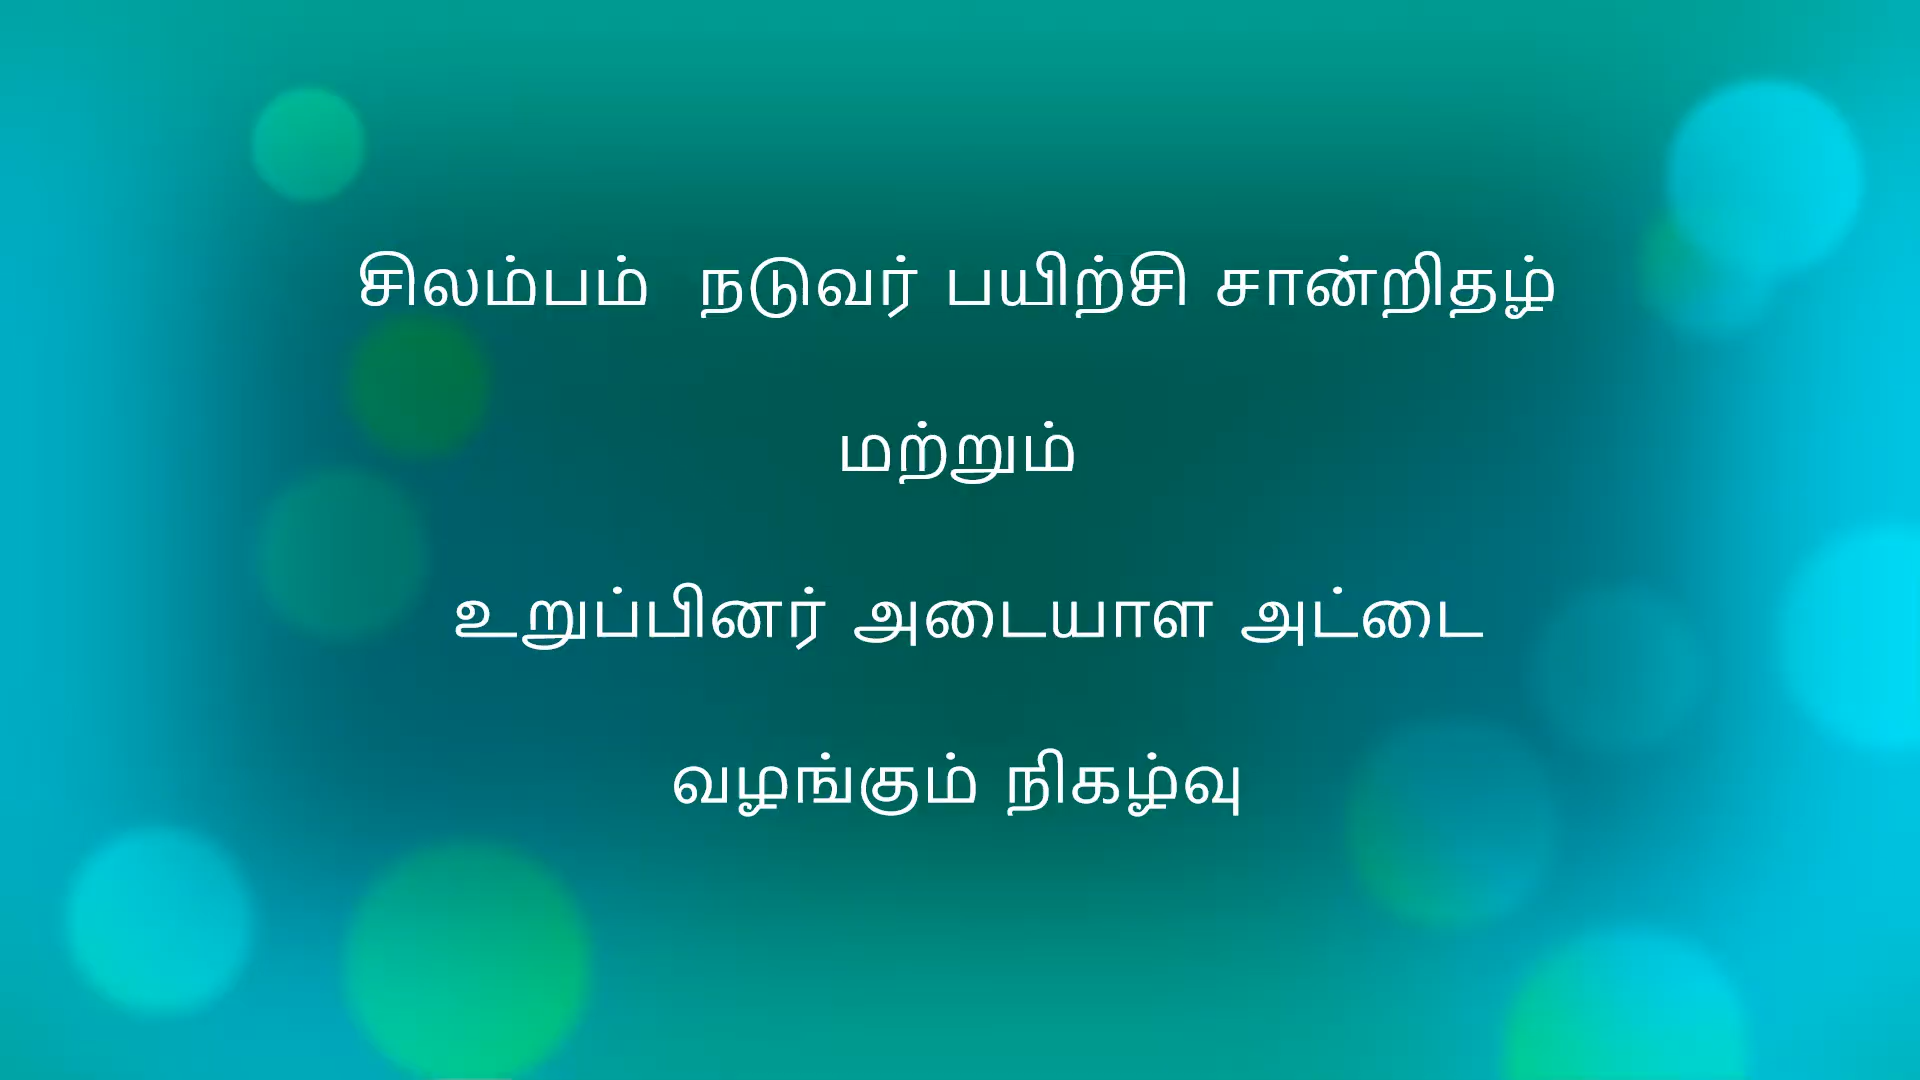 சிலம்பம்  நடுவர் பயிற்சி சான்றிதழ்
மற்றும்
உறுப்பினர் அடையாள அட்டை
வழங்கும் நிகழ்வு